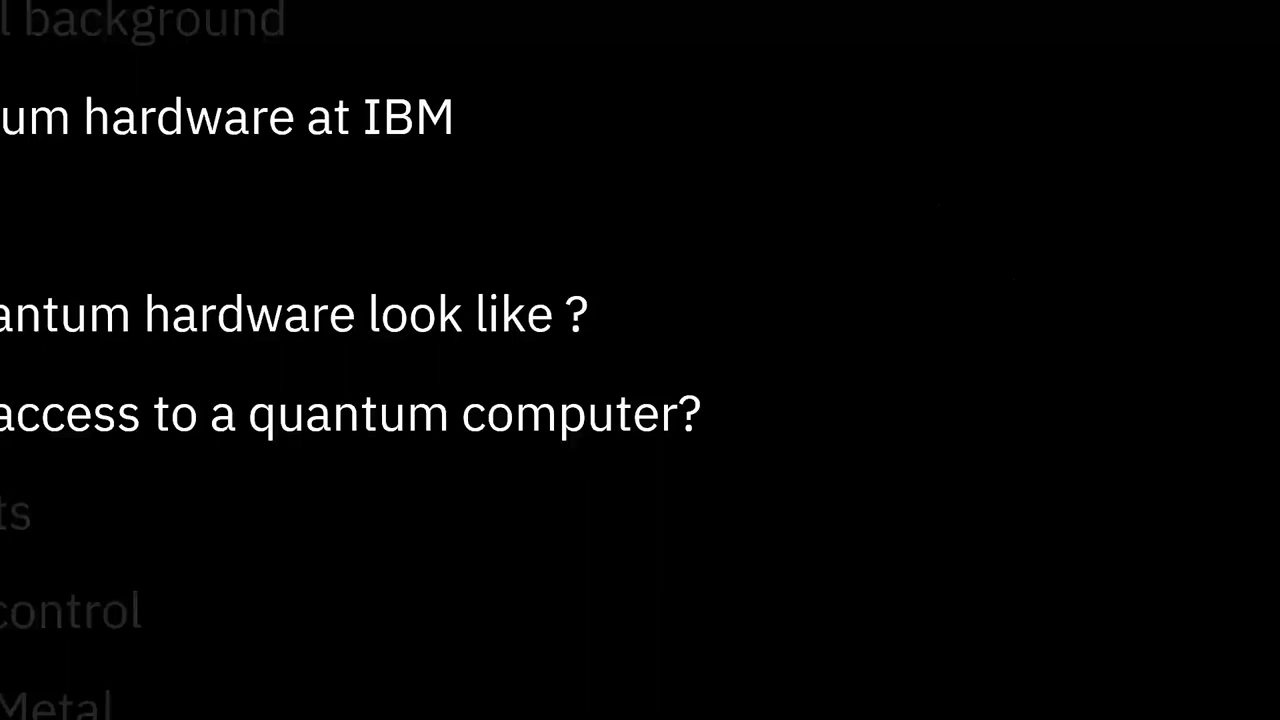 l background
um hardware at IBM
antum hardware look like ?
access to a quantum computer?
ts
control
Metal